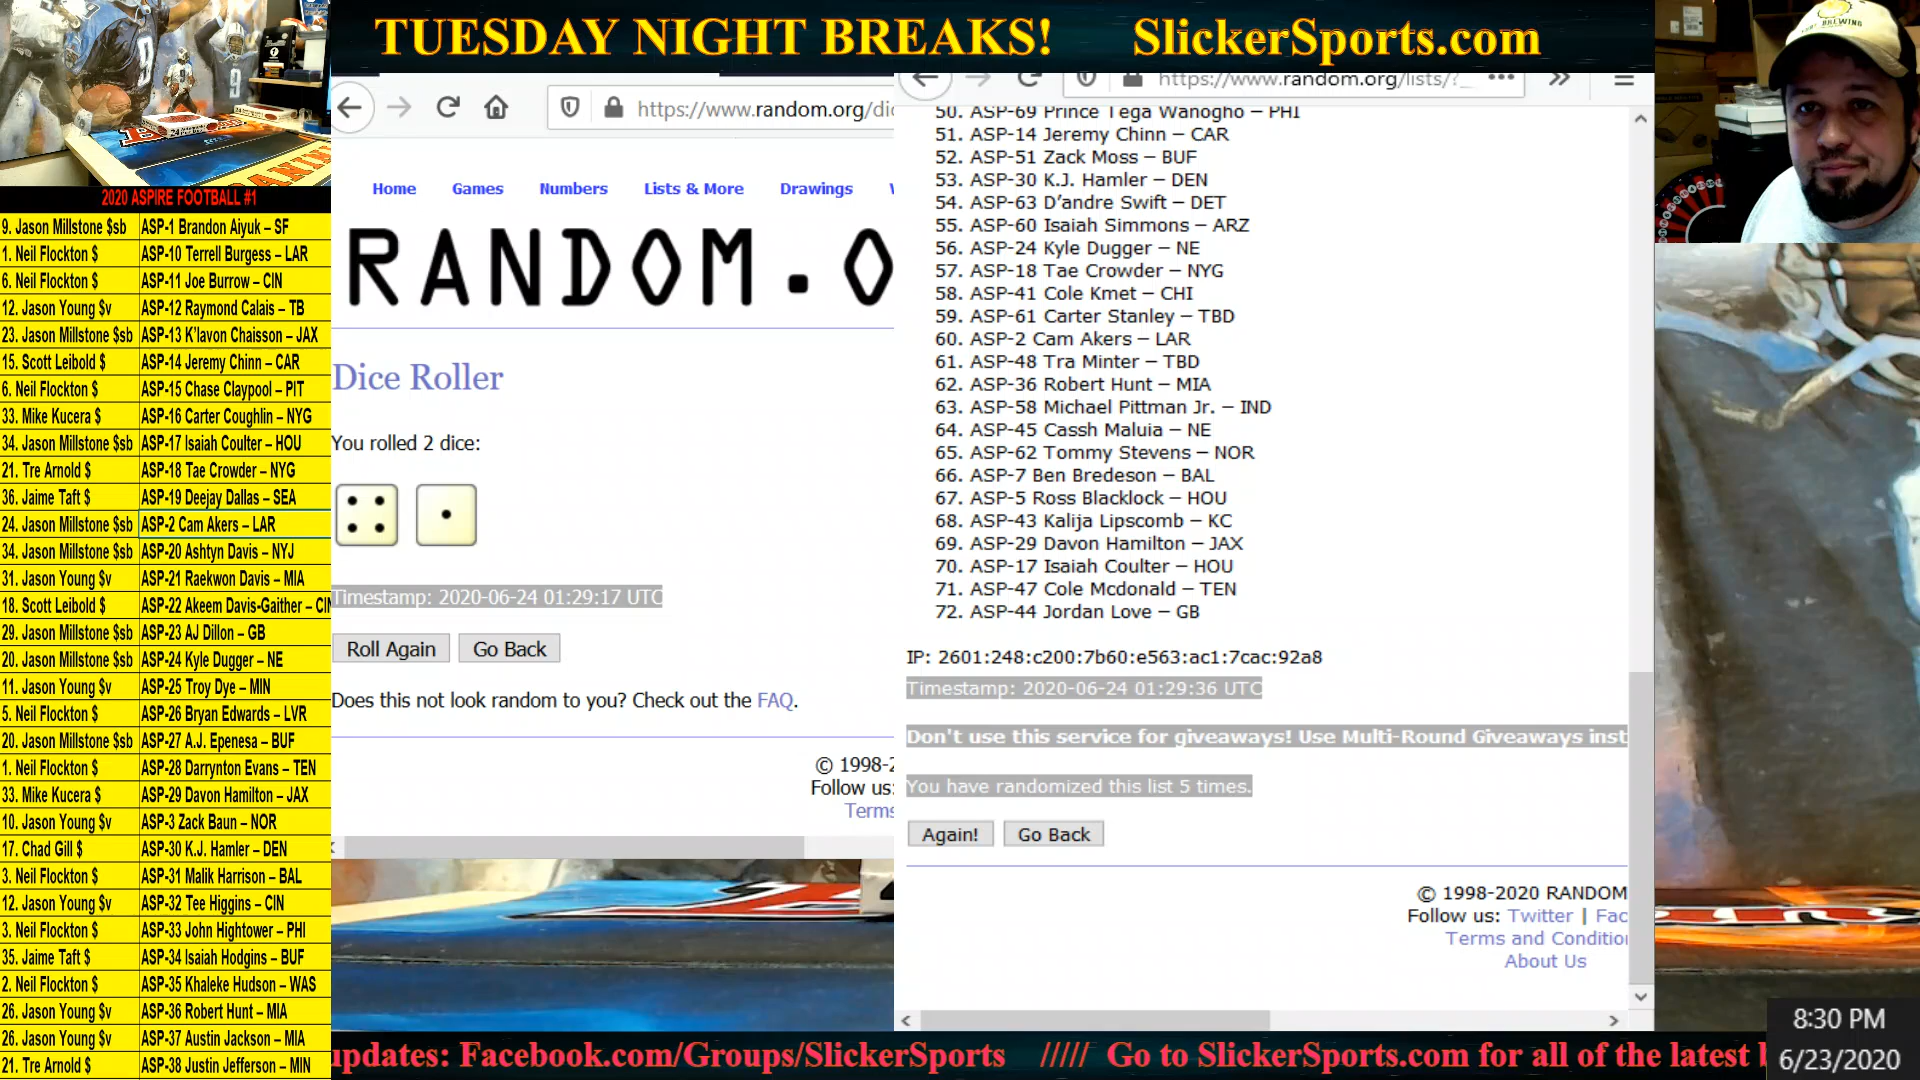 TUESDAY NIGHT BREAKS! SlickerSports.com
2020 ASPIRE FOOTBALL #1
9. Jason Millstone $sb ASP-1 Brandon Aiyuk – SF
1. Neil Flockton $ ASP-10 Terrell Burgess – LAR
6. Neil Flockton $ ASP-11 Joe Burrow – CIN
12. Jason Young $v ASP-12 Raymond Calais – TB
23. Jason Millstone $sb ASP-13 K'lavon Chaisson – JAX
15. Scott Leibold $ ASP-14 Jeremy Chinn – CAR
6. Neil Flockton $ ASP-15 Chase Claypool – PIT
33. Mike Kucera $ ASP-16 Carter Coughlin – NYG
34. Jason Millstone $sb ASP-17 Isaiah Coulter – HOU
21. Tre Arnold $ ASP-18 Tae Crowder – NYG
36. Jaime Taft $ ASP-19 Deejay Dallas – SEA
24. Jason Millstone $sb ASP-2 Cam Akers – LAR
34. Jason Millstone $sb ASP-20 Ashtyn Davis – NYJ
31. Jason Young $v ASP-21 Raekwon Davis – MIA
18. Scott Leibold $ ASP-22 Akeem Davis-Gaither – CIN
29. Jason Millstone $sb ASP-23 AJ Dillon – GB
20. Jason Millstone $sb ASP-24 Kyle Dugger – NE
11. Jason Young $v ASP-25 Troy Dye – MIN
5. Neil Flockton $ ASP-26 Bryan Edwards – LVR
20. Jason Millstone $sb ASP-27 A.J. Epenesa – BUF
1. Neil Flockton $ ASP-28 Darrynton Evans – TEN
33. Mike Kucera $ ASP-29 Davon Hamilton – JAX
10. Jason Young $v ASP-3 Zack Baun – NOR
17. Chad Gill $ ASP-30 K.J. Hamler – DEN
3. Neil Flockton $ ASP-31 Malik Harrison – BAL
12. Jason Young $v ASP-32 Tee Higgins – CIN
3. Neil Flockton $ ASP-33 John Hightower – PHI
35. Jaime Taft $ ASP-34 Isaiah Hodgins – BUF
2. Neil Flockton $ ASP-35 Khaleke Hudson – WAS
26. Jason Young $v ASP-36 Robert Hunt – MIA
26. Jason Young $v ASP-37 Austin Jackson – MIA
21. Tre Arnold $ ASP-38 Justin Jefferson – MIN
https://www.random.org/dic
Home Games Numbers Lists & More Drawings
RANDOM.O
Dice Roller
You rolled 2 dice:
Timestamp: 2020-06-24 01:29:17 UTC
Roll Again Go Back
Does this not look random to you? Check out the FAQ.
© 1998-2
Follow us:
Terms
https://www.random.org/lists/?
50. ASP-69 Prince Tega Wanogho – PHI
51. ASP-14 Jeremy Chinn – CAR
52. ASP-51 Zack Moss – BUF
53. ASP-30 K.J. Hamler – DEN
54. ASP-63 D'andre Swift – DET
55. ASP-60 Isaiah Simmons – ARZ
56. ASP-24 Kyle Dugger – NE
57. ASP-18 Tae Crowder – NYG
58. ASP-41 Cole Kmet – CHI
59. ASP-61 Carter Stanley – TBD
60. ASP-2 Cam Akers – LAR
61. ASP-48 Tra Minter – TBD
62. ASP-36 Robert Hunt – MIA
63. ASP-58 Michael Pittman Jr. – IND
64. ASP-45 Cassh Maluia – NE
65. ASP-62 Tommy Stevens – NOR
66. ASP-7 Ben Bredeson – BAL
67. ASP-5 Ross Blacklock – HOU
68. ASP-43 Kalija Lipscomb – KC
69. ASP-29 Davon Hamilton – JAX
70. ASP-17 Isaiah Coulter – HOU
71. ASP-47 Cole Mcdonald – TEN
72. ASP-44 Jordan Love – GB
IP: 2601:248:c200:7b60:e563:ac1:7cac:92a8
Timestamp: 2020-06-24 01:29:36 UTC
Don't use this service for giveaways! Use Multi-Round Giveaways inst
You have randomized this list 5 times.
Again! Go Back
© 1998-2020 RANDOM
Follow us: Twitter | Fac
Terms and Conditio
About Us
updates: Facebook.com/Groups/SlickerSports ///// Go to SlickerSports.com for all of the latest
8:30 PM
6/23/2020